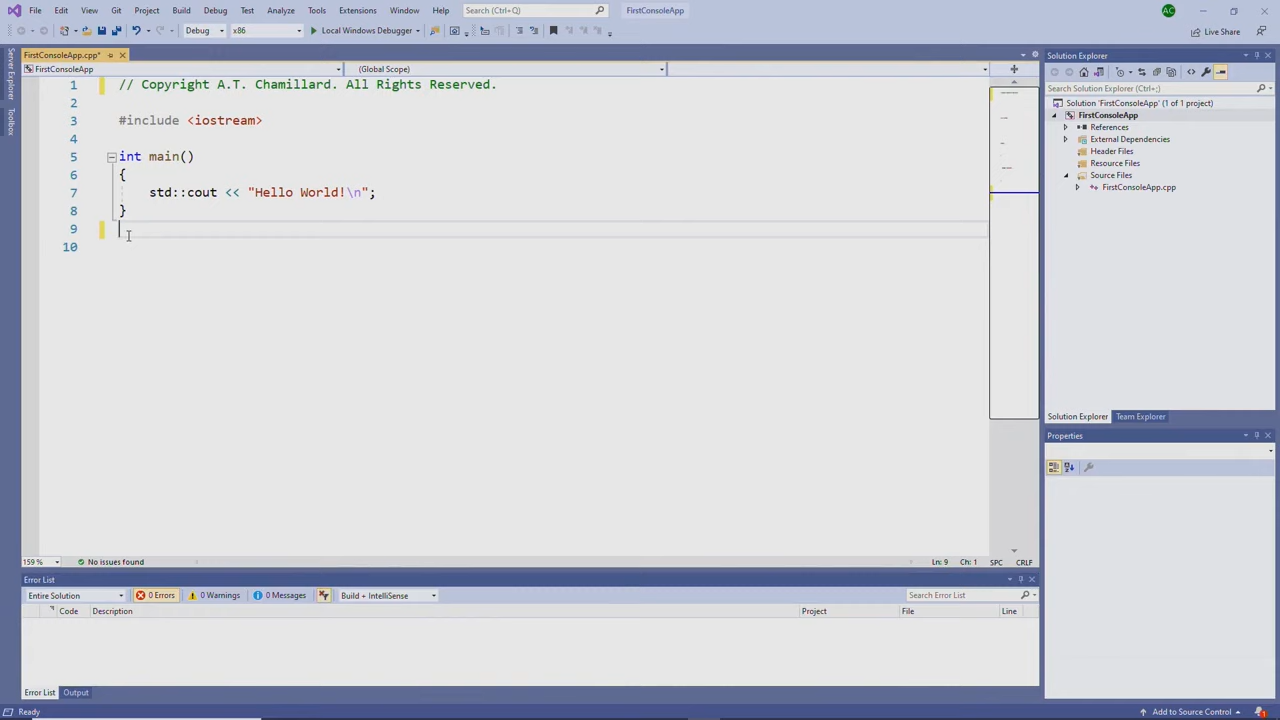 File Edit View Git Project Build Debug Test Analyze Tools Extensions Window Help Search (Ctrl+Q) FirstConsoleApp AC
Debug x86 Local Windows Debugger Live Share
Server Explorer
Toolbox
FirstConsoleApp.cpp*
FirstConsoleApp (Global Scope)
1 // Copyright A.T. Chamillard. All Rights Reserved.
2
3 #include <iostream>
4
5 int main()
6 {
7 std::cout << "Hello World!\n";
8 }
9
10
159 % No issues found Ln: 9 Ch: 1 SPC CRLF
Solution Explorer
Search Solution Explorer (Ctrl+;)
Solution 'FirstConsoleApp' (1 of 1 project)
FirstConsoleApp
References
External Dependencies
Header Files
Resource Files
Source Files
FirstConsoleApp.cpp
Solution Explorer Team Explorer
Properties
Error List
Entire Solution 0 Errors 0 Warnings 0 Messages Build + IntelliSense Search Error List
Code Description Project File Line
Error List Output
Ready Add to Source Control 1